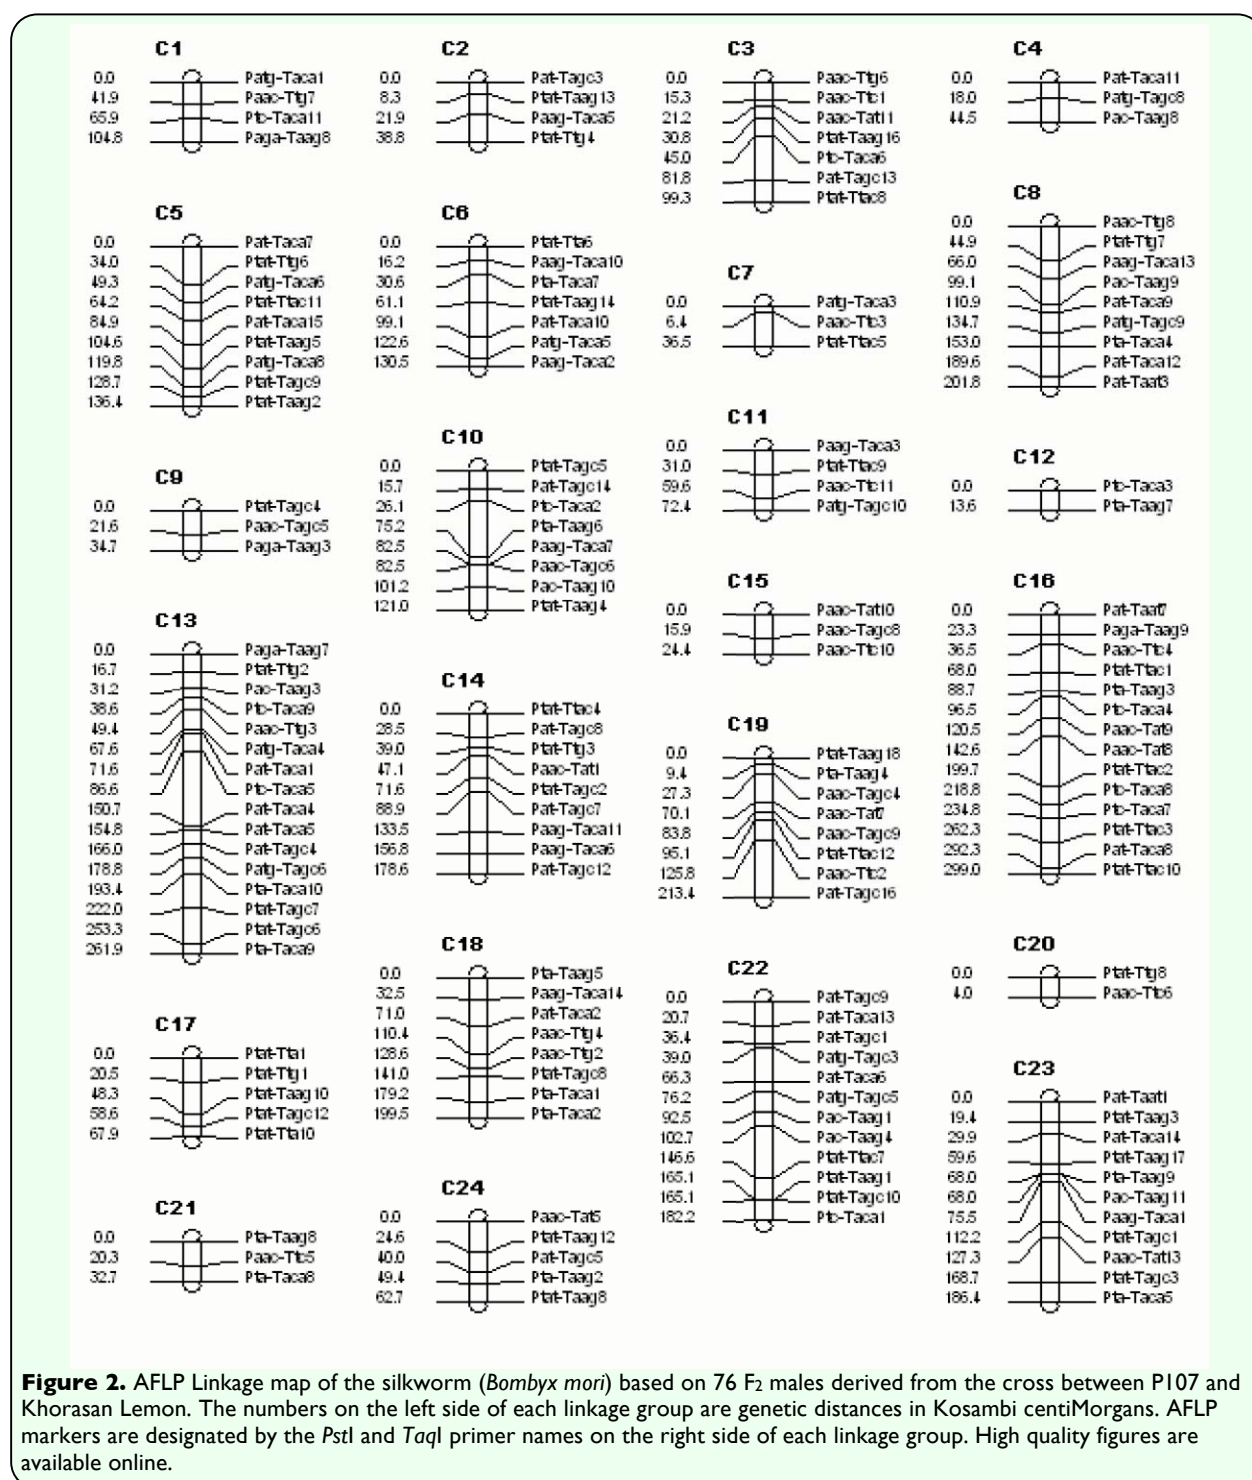 C1
0.0 Patg-Taca1
41.9 Paac-Ttg7
65.9 Ptc-Taca11
104.8 Paga-Taag8
C2
0.0 Pat-Tagc3
8.3 Ptat-Taag13
21.9 Paag-Taca5
38.8 Ptat-Ttg4
C3
0.0 Paac-Ttg6
15.3 Paac-Ttc1
21.2 Paac-Tat11
30.8 Ptat-Taag16
45.0 Ptc-Taca6
81.8 Pat-Tagc13
99.3 Ptat-Ttac8
C4
0.0 Pat-Taca11
18.0 Patg-Tagc8
44.5 Pac-Taag8
C5
0.0 Pat-Taca7
34.0 Ptat-Ttg6
49.3 Patg-Taca6
64.2 Ptat-Ttac11
84.9 Pat-Taca15
104.6 Ptat-Taag5
119.8 Patg-Taca8
128.7 Ptat-Tagc9
136.4 Ptat-Taag2
C6
0.0 Ptat-Tta6
16.2 Paag-Taca10
30.6 Pta-Taca7
61.1 Ptat-Taag14
99.1 Pat-Taca10
122.6 Patg-Taca5
130.5 Paag-Taca2
C7
0.0 Patg-Taca3
6.4 Paac-Ttc3
36.5 Ptat-Ttac5
C8
0.0 Paac-Ttg8
44.9 Ptat-Ttg7
66.0 Paag-Taca13
99.1 Pac-Taag9
110.9 Pat-Taca9
134.7 Patg-Tagc9
153.0 Pta-Taca4
189.6 Pat-Taca12
201.8 Pat-Taat3
C9
0.0 Ptat-Tagc4
21.6 Paac-Tagc5
34.7 Paga-Taag3
C10
0.0 Ptat-Tagc5
15.7 Pat-Tagc14
26.1 Ptc-Taca2
75.2 Pta-Taag6
82.5 Paag-Taca7
82.5 Paac-Tagc6
101.2 Pac-Taag10
121.0 Ptat-Taag4
C11
0.0 Paag-Taca3
31.0 Ptat-Ttac9
59.6 Paac-Ttc11
72.4 Patg-Tagc10
C12
0.0 Ptc-Taca3
13.6 Pta-Taag7
C13
0.0 Paga-Taag7
16.7 Ptat-Ttg2
31.2 Pac-Taag3
38.6 Ptc-Taca9
49.4 Paac-Ttg3
67.6 Patg-Taca4
71.6 Pat-Taca1
86.6 Ptc-Taca5
150.7 Pat-Taca4
154.8 Pat-Taca5
166.0 Pat-Tagc4
178.8 Patg-Tagc6
193.4 Pta-Taca10
222.0 Ptat-Tagc7
253.3 Ptat-Tagc6
261.9 Pta-Taca9
C14
0.0 Ptat-Ttac4
28.5 Pat-Tagc8
39.0 Ptat-Ttg3
47.1 Paac-Tat1
71.6 Ptat-Tagc2
88.9 Pat-Tagc7
133.5 Paag-Taca11
156.8 Paag-Taca6
178.6 Pat-Tagc12
C15
0.0 Paac-Tat10
15.9 Paac-Tagc8
24.4 Paac-Ttc10
C16
0.0 Pat-Taat7
23.3 Paga-Taag9
36.5 Paac-Ttc4
68.0 Ptat-Ttac1
88.7 Pta-Taag3
96.5 Ptc-Taca4
120.5 Paac-Tat9
142.6 Paac-Tat8
199.7 Ptat-Ttac2
218.8 Ptc-Taca8
234.8 Ptc-Taca7
262.3 Ptat-Ttac3
292.3 Pat-Taca8
299.0 Ptat-Ttac10
C17
0.0 Ptat-Tta1
20.5 Ptat-Ttg1
48.3 Ptat-Taag10
58.6 Ptat-Tagc12
67.9 Ptat-Tta10
C18
0.0 Pta-Taag5
32.5 Paag-Taca14
71.0 Pat-Taca2
110.4 Paac-Ttg4
128.6 Paac-Ttg2
141.0 Ptat-Tagc8
179.2 Pta-Taca1
199.5 Pta-Taca2
C19
0.0 Ptat-Taag18
9.4 Pta-Taag4
27.3 Paac-Tagc4
70.1 Paac-Tat7
83.8 Paac-Tagc9
95.1 Ptat-Ttac12
125.8 Paac-Ttc2
213.4 Pat-Tagc16
C20
0.0 Ptat-Ttg8
4.0 Paac-Ttc6
C21
0.0 Pta-Taag8
20.3 Paac-Ttc5
32.7 Pta-Taca8
C24
0.0 Paac-Tat5
24.6 Ptat-Taag12
40.0 Pat-Tagc5
49.4 Pta-Taag2
62.7 Ptat-Taag8
C22
0.0 Pat-Tagc9
20.7 Pat-Taca13
36.4 Pat-Tagc1
39.0 Patg-Tagc3
66.3 Pat-Taca6
76.2 Patg-Tagc5
92.5 Pac-Taag1
102.7 Pac-Taag4
146.6 Ptat-Ttac7
165.1 Ptat-Taag1
165.1 Ptat-Tagc10
182.2 Ptc-Taca1
C23
0.0 Pat-Taat1
19.4 Ptat-Taag3
29.9 Pat-Taca14
59.6 Ptat-Taag17
68.0 Pta-Taag9
68.0 Pac-Taag11
75.5 Paag-Taca1
112.2 Ptat-Tagc1
127.3 Paac-Tat13
168.7 Ptat-Tagc3
186.4 Pta-Taca5
Figure 2. AFLP Linkage map of the silkworm (Bombyx mori) based on 76 F2 males derived from the cross between P107 and
Khorasan Lemon. The numbers on the left side of each linkage group are genetic distances in Kosambi centiMorgans. AFLP
markers are designated by the PstI and TaqI primer names on the right side of each linkage group. High quality figures are
available online.